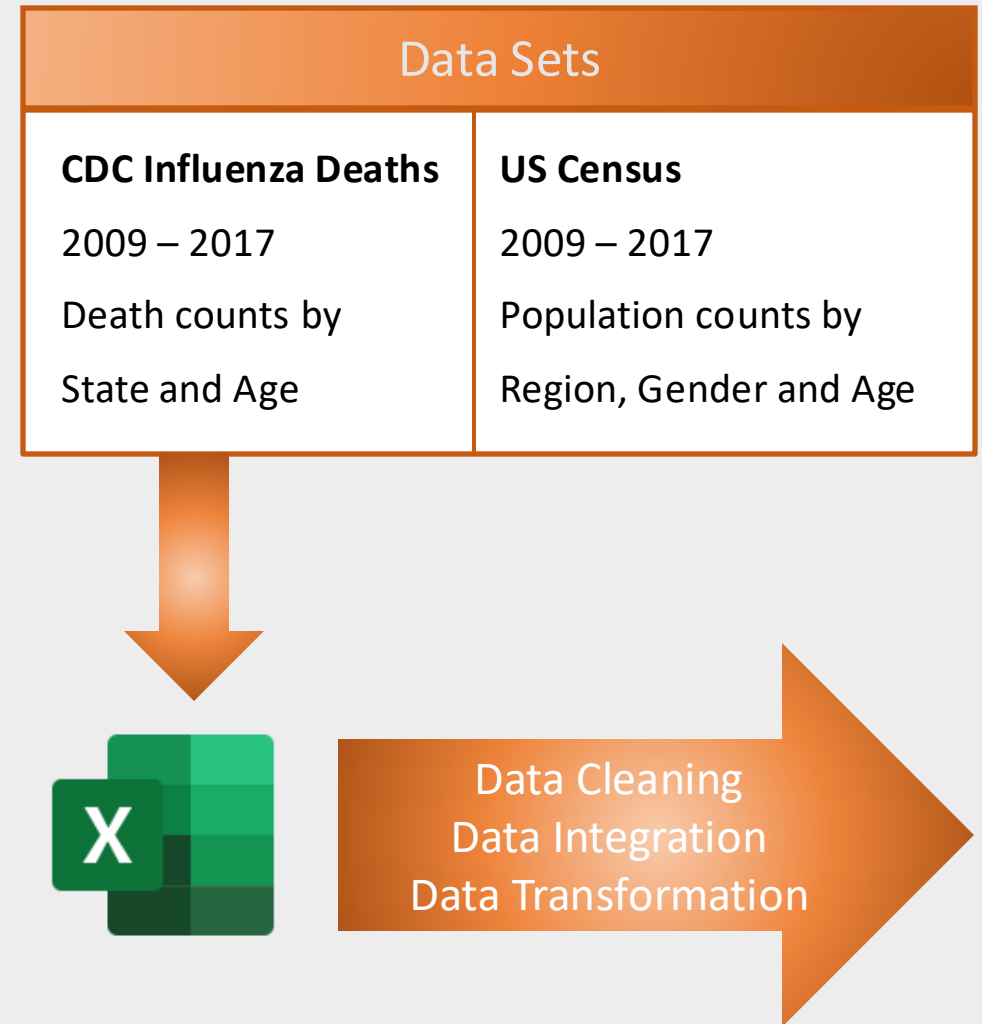 Data Sets
CDC Influenza Deaths
2009 – 2017
Death counts by
State and Age
US Census
2009 – 2017
Population counts by
Region, Gender and Age
X
Data Cleaning
Data Integration
Data Transformation